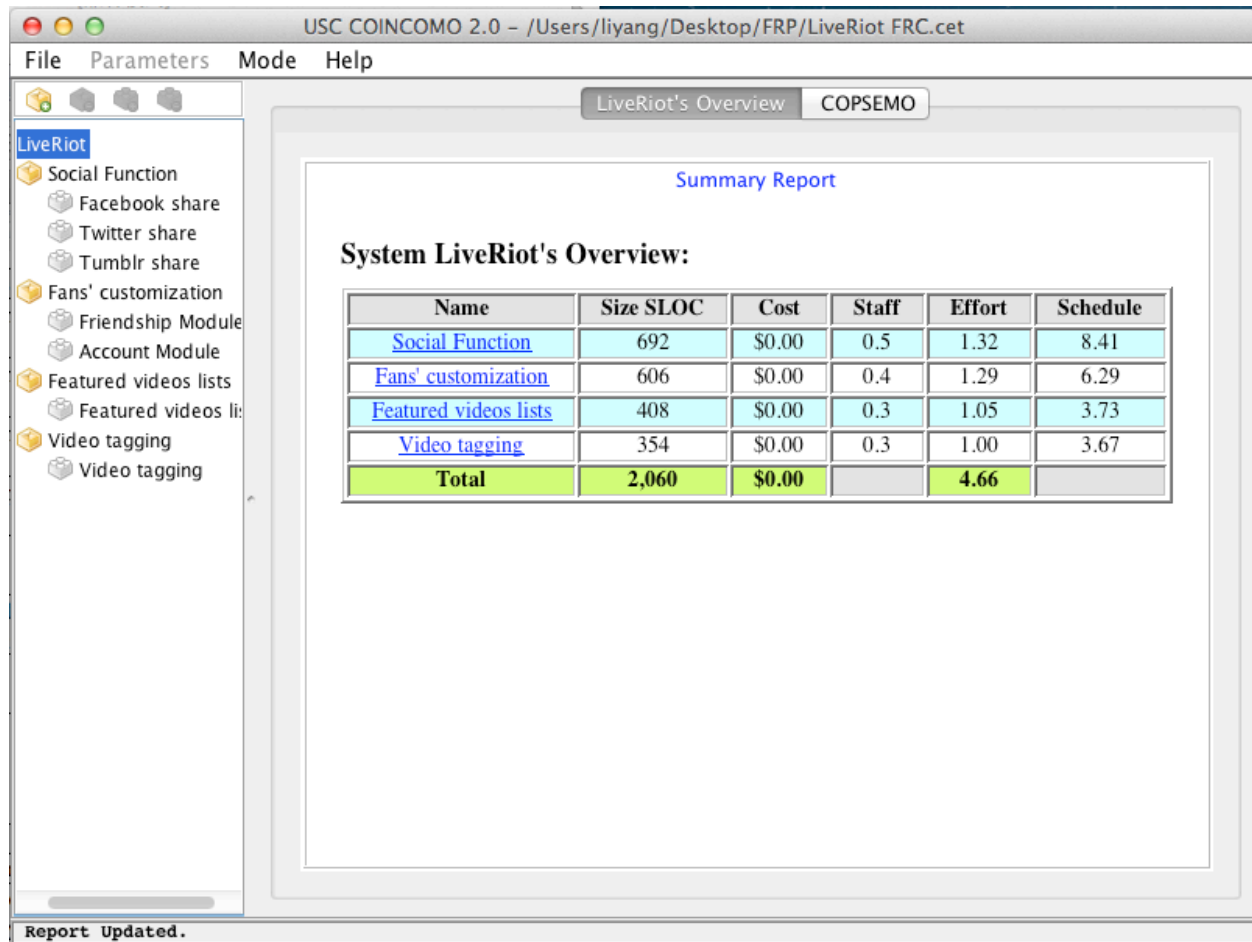 USC COINCOMO 2.0 – /Users/liyang/Desktop/FRP/LiveRiot FRC.cet
File Parameters Mode Help
LiveRiot's Overview COPSEMO
LiveRiot
Social Function
Facebook share
Twitter share
Tumblr share
Fans' customization
Friendship Module
Account Module
Featured videos lists
Featured videos li
Video tagging
Video tagging
Summary Report
System LiveRiot's Overview:
Name Size SLOC Cost Staff Effort Schedule
Social Function 692 $0.00 0.5 1.32 8.41
Fans' customization 606 $0.00 0.4 1.29 6.29
Featured videos lists 408 $0.00 0.3 1.05 3.73
Video tagging 354 $0.00 0.3 1.00 3.67
Total 2,060 $0.00 4.66
Report Updated.